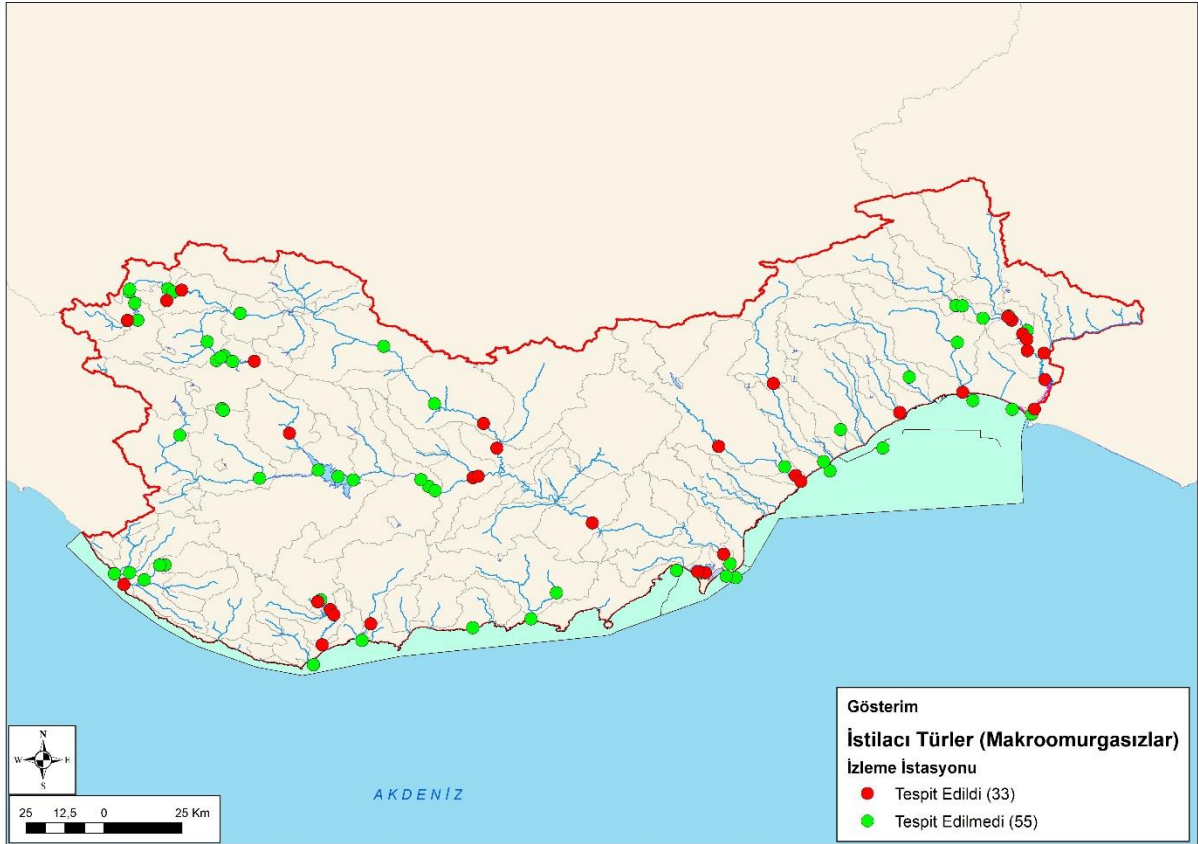 Gösterim
İstilacı Türler (Makroomurgasızlar)
İzleme İstasyonu
Tespit Edildi (33)
Tespit Edilmedi (55)
N
W E
S
AKDENİZ
25 12,5 0 25 Km